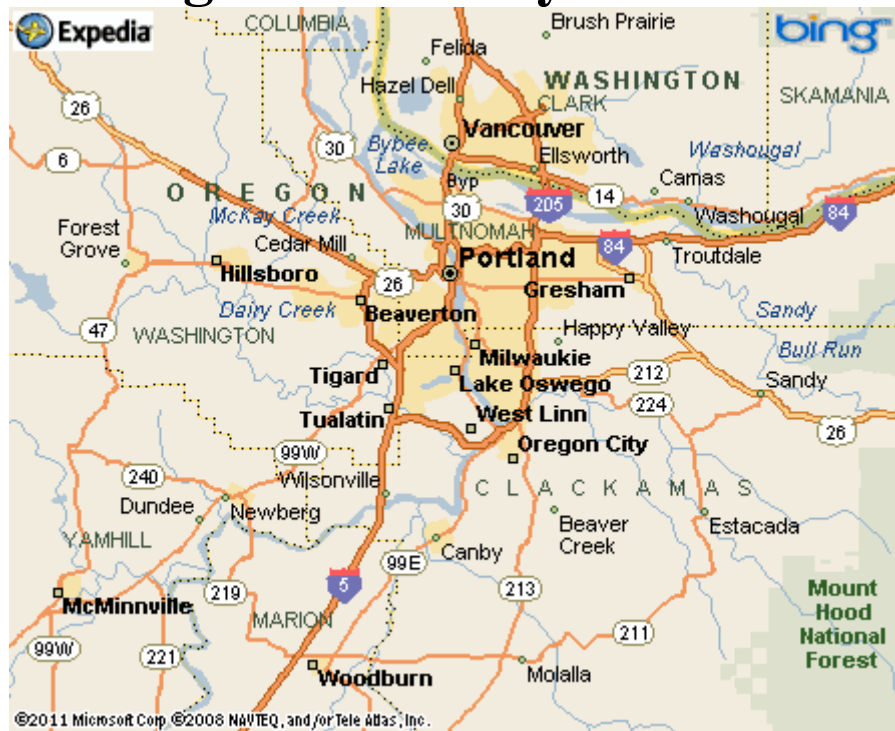 Expedia
COLUMBIA
Brush Prairie
bing
Felida
Hazel Dell
WASHINGTON
CLARK
SKAMANIA
26
Vancouver
6
30
Bybee
Lake
Ellsworth
Washougal
Byp
30
205
14
Camas
OREGON
McKay Creek
Washougal
84
Forest
Grove
Cedar Mill
MULTNOMAH
84
Troutdale
Hillsboro
26
Portland
Gresham
Dairy Creek
Beaverton
Sandy
47
WASHINGTON
Happy Valley
Bull Run
Milwaukie
Tigard
Lake Oswego
212
Sandy
Tualatin
West Linn
224
26
99W
Oregon City
240
Wilsonville
CLACKAMAS
Dundee
Newberg
Beaver
Creek
Estacada
YAMHILL
99E
Canby
5
McMinnville
219
213
Mount
Hood
National
Forest
MARION
99W
221
211
Woodburn
Molalla
©2011 Microsoft Corp ©2008 NAVTEQ, and/or Tele Atlas, Inc.